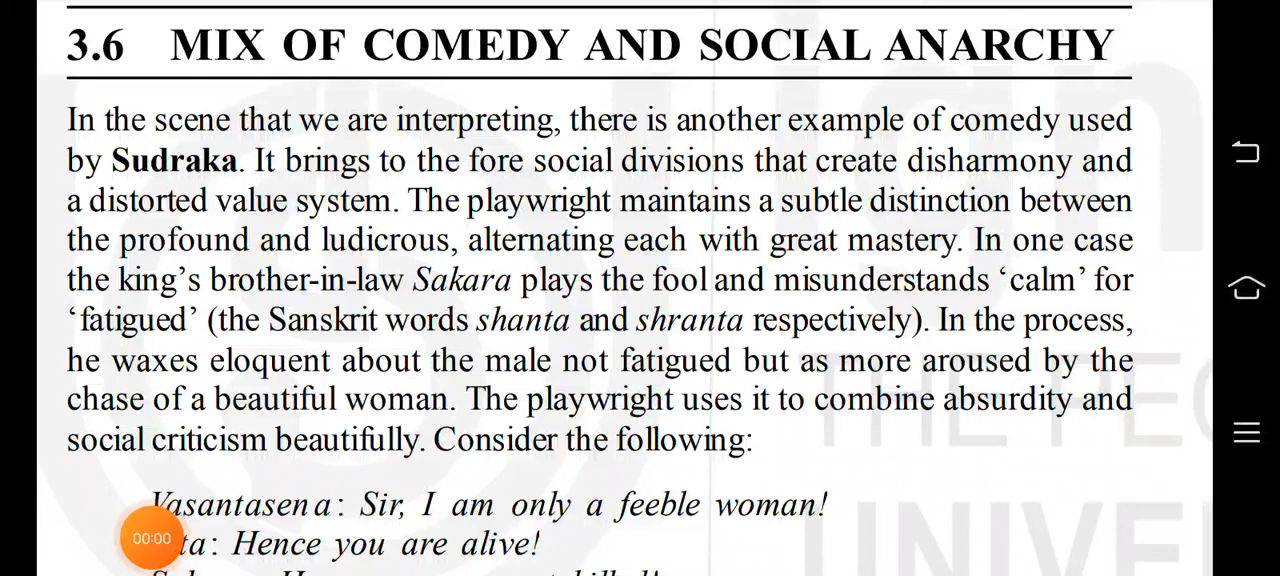 3.6 MIX OF COMEDY AND SOCIAL ANARCHY
In the scene that we are interpreting, there is another example of comedy used
by Sudraka. It brings to the fore social divisions that create disharmony and
a distorted value system. The playwright maintains a subtle distinction between
the profound and ludicrous, alternating each with great mastery. In one case
the king's brother-in-law Sakara plays the fool and misunderstands 'calm' for
'fatigued' (the Sanskrit words shanta and shranta respectively). In the process,
he waxes eloquent about the male not fatigued but as more aroused by the
chase of a beautiful woman. The playwright uses it to combine absurdity and
social criticism beautifully. Consider the following:
Vasantasena: Sir, I am only a feeble woman!
00:00
ta: Hence you are alive!
THE PEO
UNIVE